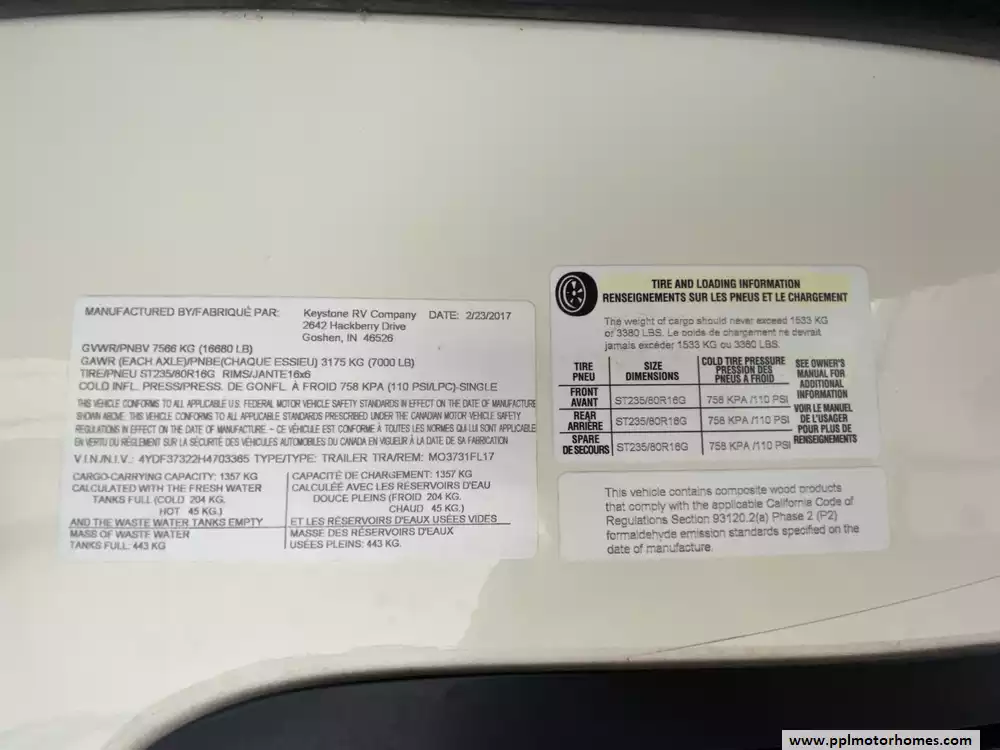 MANUFACTURED BY/FABRIQUÉ PAR: Keystone RV Company DATE: 2/23/2017
2642 Hackberry Drive
Goshen, IN 46526
GVWR/PNBV 7566 KG (16680 LB)
GAWR (EACH AXLE)/PNBE(CHAQUE ESSIEU) 3175 KG (7000 LB)
TIRE/PNEU ST235/80R16G RIMS/JANTE16x6
COLD INFL. PRESS/PRESS. DE GONFL. À FROID 758 KPA (110 PSI/LPC)-SINGLE
THIS VEHICLE CONFORMS TO ALL APPLICABLE U.S. FEDERAL MOTOR VEHICLE SAFETY STANDARDS IN EFFECT ON THE DATE OF MANUFACTURE
SHOWN ABOVE. THIS VEHICLE CONFORMS TO ALL APPLICABLE STANDARDS PRESCRIBED UNDER THE CANADIAN MOTOR VEHICLE SAFETY
REGULATIONS IN EFFECT ON THE DATE OF MANUFACTURE. - CE VÉHICULE EST CONFORME À TOUTES LES NORMES QUI LUI SONT APPLICABLE
EN VERTU DU RÈGLEMENT SUR LA SÉCURITÉ DES VÉHICULES AUTOMOBILES DU CANADA EN VIGUEUR À LA DATE DE SA FABRICATION
V.I.N./N.I.V.: 4YDF37322H4703365 TYPE/TYPE: TRAILER TRA/REM: MO3731FL17
CARGO-CARRYING CAPACITY: 1357 KG
CALCULATED WITH THE FRESH WATER
TANKS FULL (COLD 204 KG.
HOT 45 KG.)
AND THE WASTE WATER TANKS EMPTY
MASS OF WASTE WATER
TANKS FULL: 443 KG
CAPACITÉ DE CHARGEMENT: 1357 KG
CALCULÉE AVEC LES RÉSERVOIRS D'EAU
DOUCE PLEINS (FROID 204 KG.
CHAUD 45 KG.)
ET LES RÉSERVOIRS D'EAUX USÉES VIDES
MASSE DES RÉSERVOIRS D'EAUX
USÉES PLEINS: 443 KG.
TIRE AND LOADING INFORMATION
RENSEIGNEMENTS SUR LES PNEUS ET LE CHARGEMENT
The weight of cargo should never exceed 1533 KG
or 3380 LBS. Le poids de chargement ne devrait
jamais excéder 1533 KG ou 3380 LBS.
TIRE
PNEU
SIZE
DIMENSIONS
COLD TIRE PRESSURE
PRESSION DES
PNEUS A FROID
FRONT
AVANT
ST235/80R16G
758 KPA /110 PSI
REAR
ARRIÈRE
ST235/80R16G
758 KPA /110 PSI
SPARE
DE SECOURS
ST235/80R16G
758 KPA /110 PSI
SEE OWNER'S
MANUAL FOR
ADDITIONAL
INFORMATION
VOIR LE MANUEL
DE L'USAGER
POUR PLUS DE
RENSEIGNEMENTS
This vehicle contains composite wood products
that comply with the applicable California Code of
Regulations Section 93120.2(a) Phase 2 (P2)
formaldehyde emission standards specified on the
date of manufacture.
www.pplmotorhomes.com